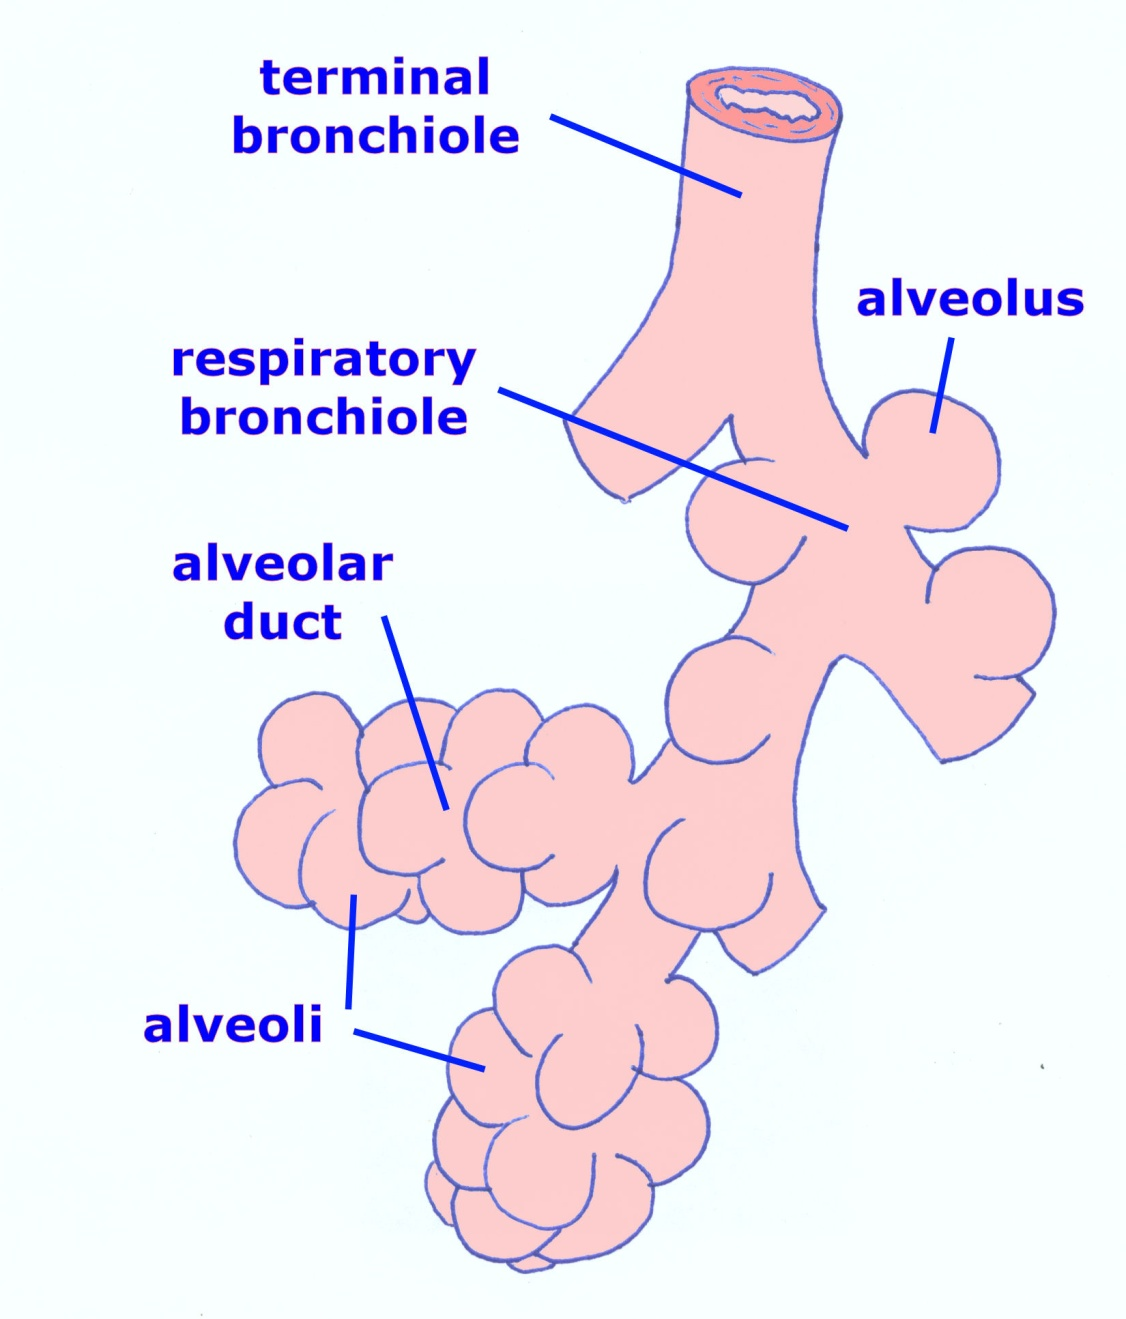 terminal
bronchiole
alveolus
respiratory
bronchiole
alveolar
duct
alveoli